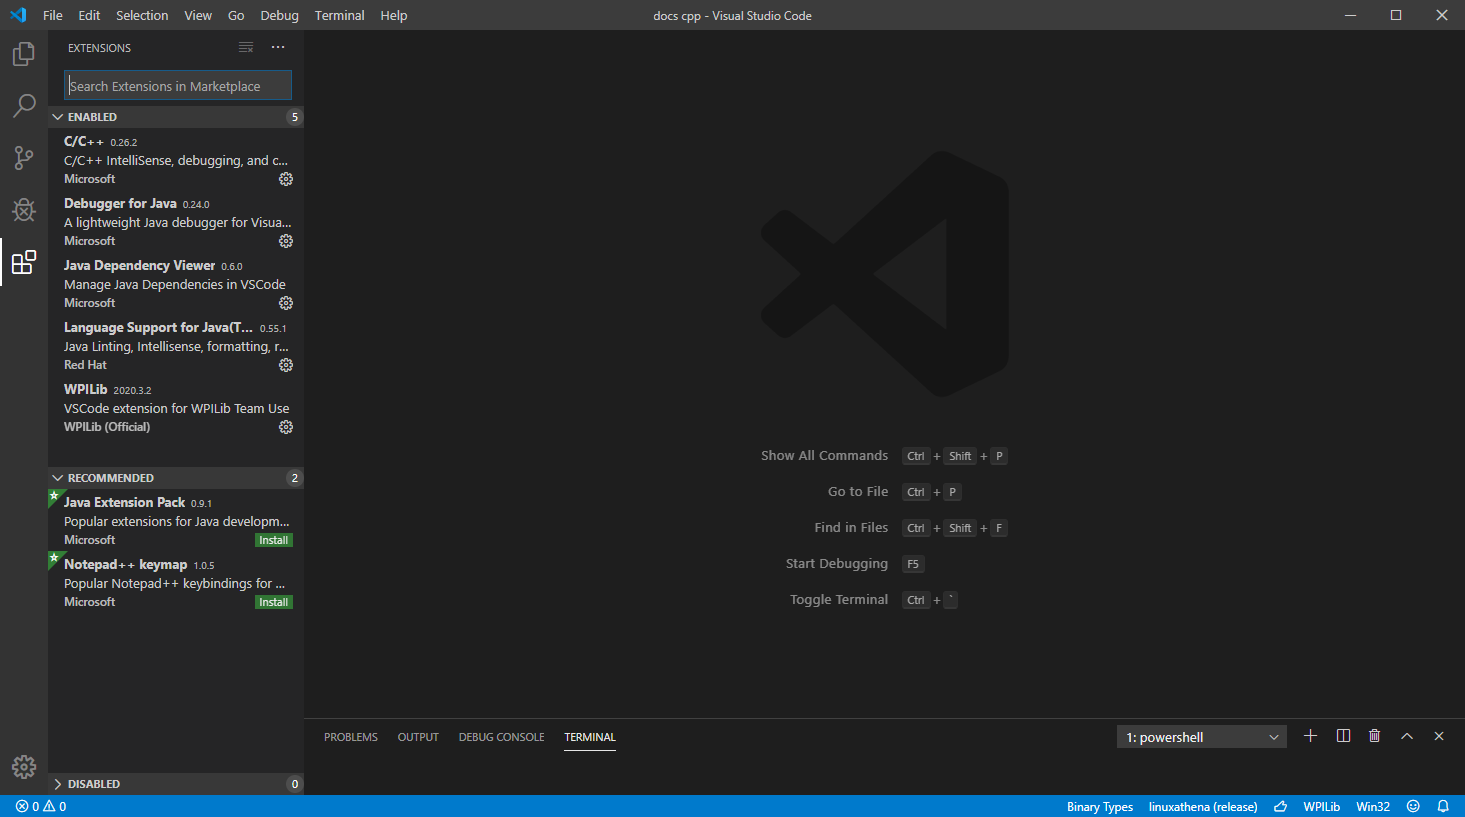 File Edit Selection View Go Debug Terminal Help
docs cpp - Visual Studio Code
EXTENSIONS
Search Extensions in Marketplace
ENABLED 5
C/C++ 0.26.2
C/C++ IntelliSense, debugging, and c...
Microsoft
Debugger for Java 0.24.0
A lightweight Java debugger for Visua...
Microsoft
Java Dependency Viewer 0.6.0
Manage Java Dependencies in VSCode
Microsoft
Language Support for Java(T... 0.55.1
Java Linting, Intellisense, formatting, r...
Red Hat
WPILib 2020.3.2
VSCode extension for WPILib Team Use
WPILib (Official)
RECOMMENDED 2
Java Extension Pack 0.9.1
Popular extensions for Java developm...
Microsoft Install
Notepad++ keymap 1.0.5
Popular Notepad++ keybindings for ...
Microsoft Install
DISABLED 0
Show All Commands Ctrl + Shift + P
Go to File Ctrl + P
Find in Files Ctrl + Shift + F
Start Debugging F5
Toggle Terminal Ctrl + `
PROBLEMS OUTPUT DEBUG CONSOLE TERMINAL
1: powershell
0 0
Binary Types linuxathena (release) WPILib Win32